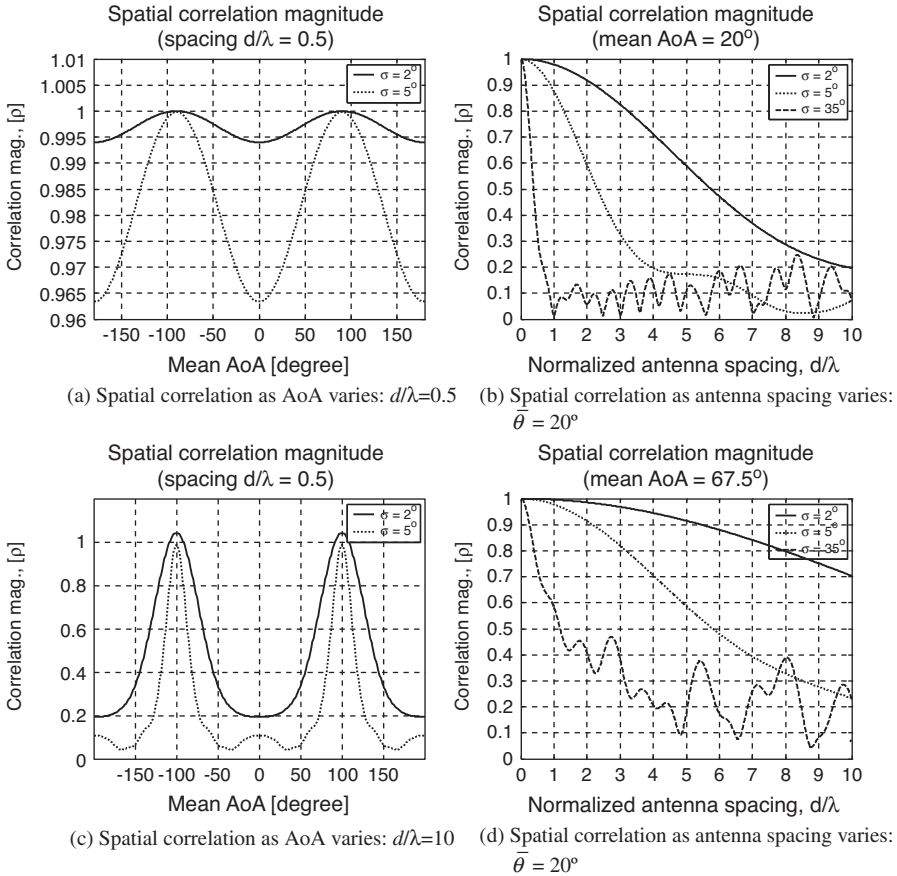 Spatial correlation magnitude
(spacing d/λ = 0.5)
Correlation mag., [ρ]
1.01
1.005
1
0.995
0.99
0.985
0.98
0.975
0.97
0.965
0.96
σ = 2°
σ = 5°
-150 -100 -50 0 50 100 150
Mean AoA [degree]
(a) Spatial correlation as AoA varies: d/λ=0.5
Spatial correlation magnitude
(mean AoA = 20°)
Correlation mag., [ρ]
1
0.9
0.8
0.7
0.6
0.5
0.4
0.3
0.2
0.1
0
σ = 2°
σ = 5°
σ = 35°
0 1 2 3 4 5 6 7 8 9 10
Normalized antenna spacing, d/λ
(b) Spatial correlation as antenna spacing varies:
θ̅ = 20º
Spatial correlation magnitude
(spacing d/λ = 0.5)
Correlation mag., [ρ]
1
0.8
0.6
0.4
0.2
0
σ = 2°
σ = 5°
-150 -100 -50 0 50 100 150
Mean AoA [degree]
(c) Spatial correlation as AoA varies: d/λ=10
Spatial correlation magnitude
(mean AoA = 67.5°)
Correlation mag., [ρ]
1
0.9
0.8
0.7
0.6
0.5
0.4
0.3
0.2
0.1
0
σ = 2°
σ = 5°
σ = 35°
0 1 2 3 4 5 6 7 8 9 10
Normalized antenna spacing, d/λ
(d) Spatial correlation as antenna spacing varies:
θ̅ = 20º